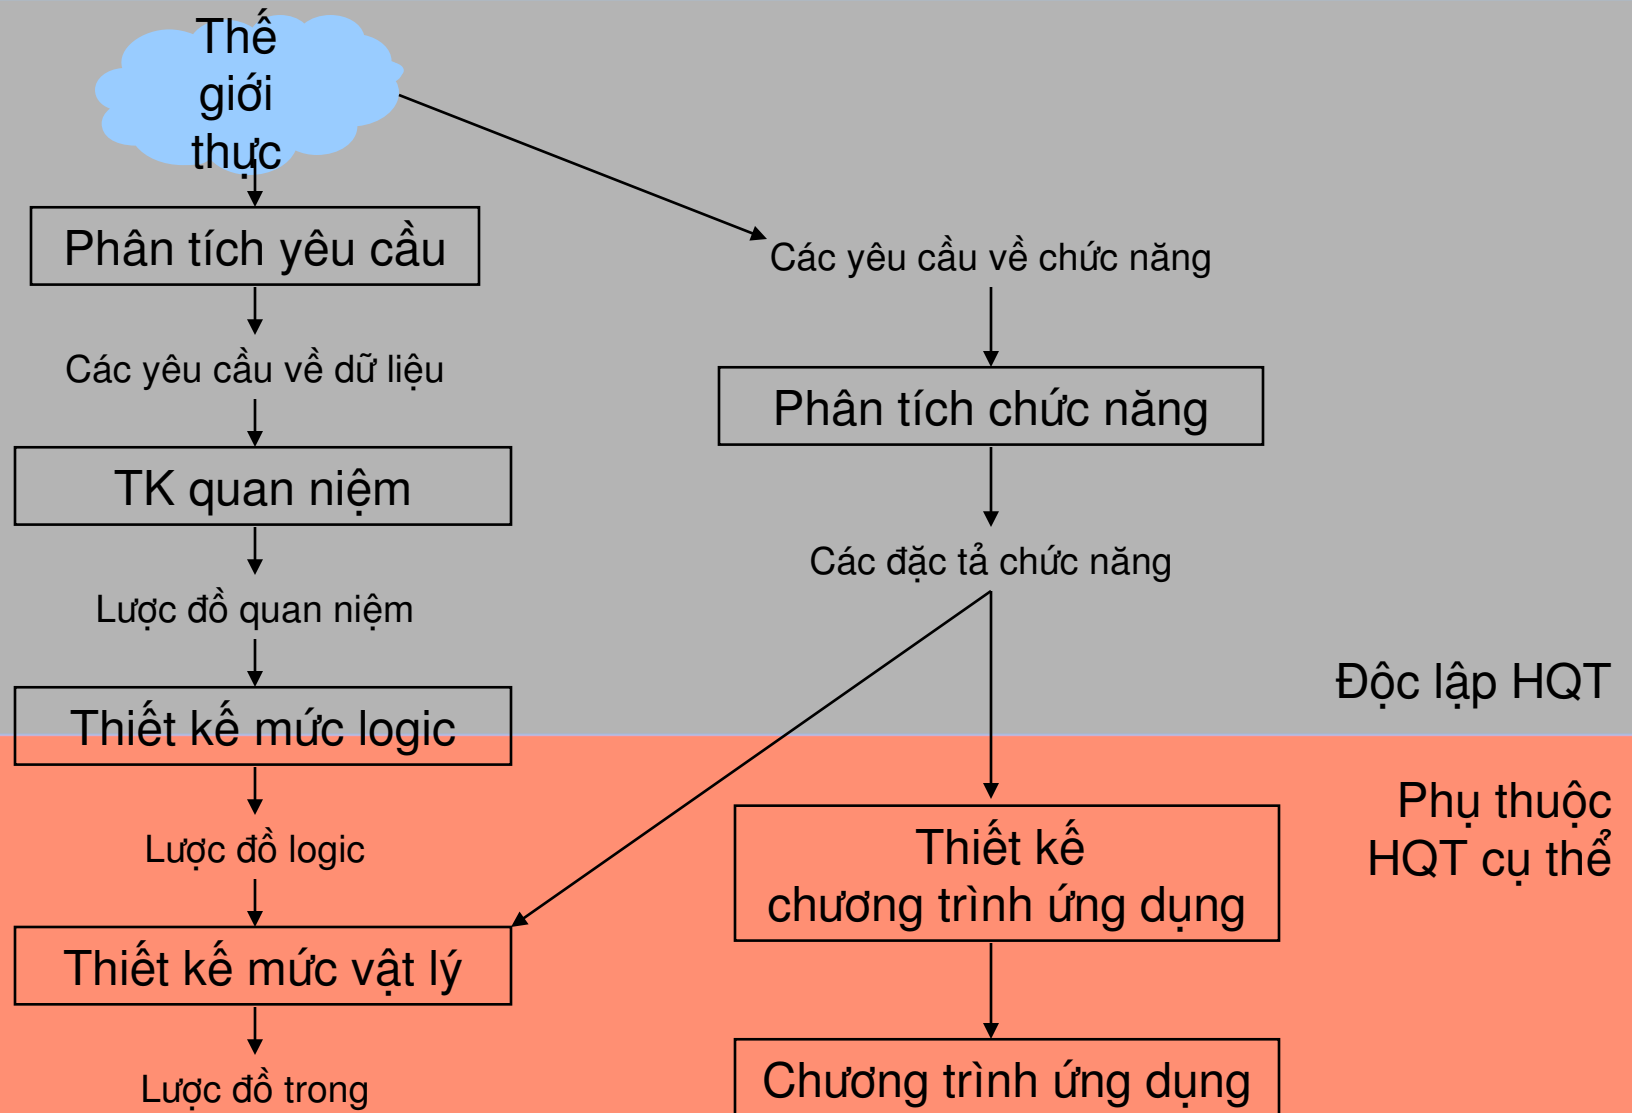 Thế
giới
thực
Phân tích yêu cầu
Các yêu cầu về chức năng
Các yêu cầu về dữ liệu
Phân tích chức năng
TK quan niệm
Các đặc tả chức năng
Lược đồ quan niệm
Độc lập HQT
Thiết kế mức logic
Phụ thuộc
HQT cụ thể
Lược đồ logic
Thiết kế
chương trình ứng dụng
Thiết kế mức vật lý
Lược đồ trong
Chương trình ứng dụng